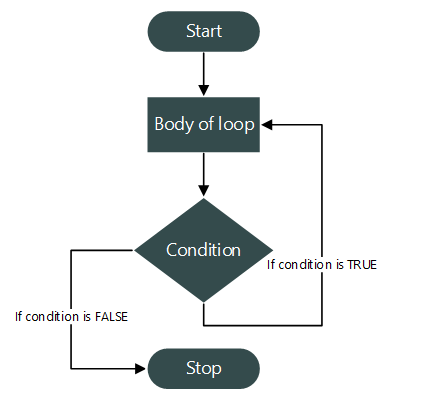 Start
Body of loop
Condition
If condition is TRUE
If condition is FALSE
Stop